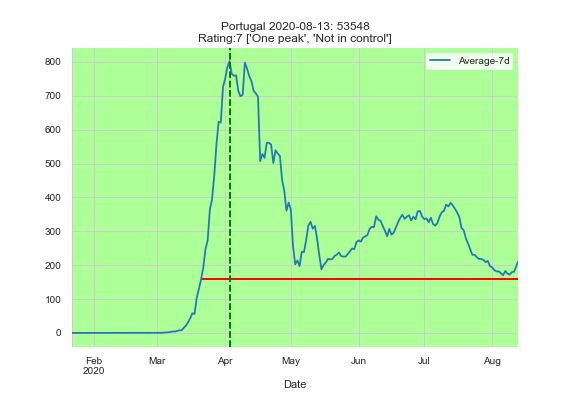 Portugal 2020-08-13: 53548
Rating:7 ['One peak', 'Not in control']
Average-7d
800
700
600
500
400
300
200
100
0
Feb
2020
Mar
Apr
May
Jun
Jul
Aug
Date